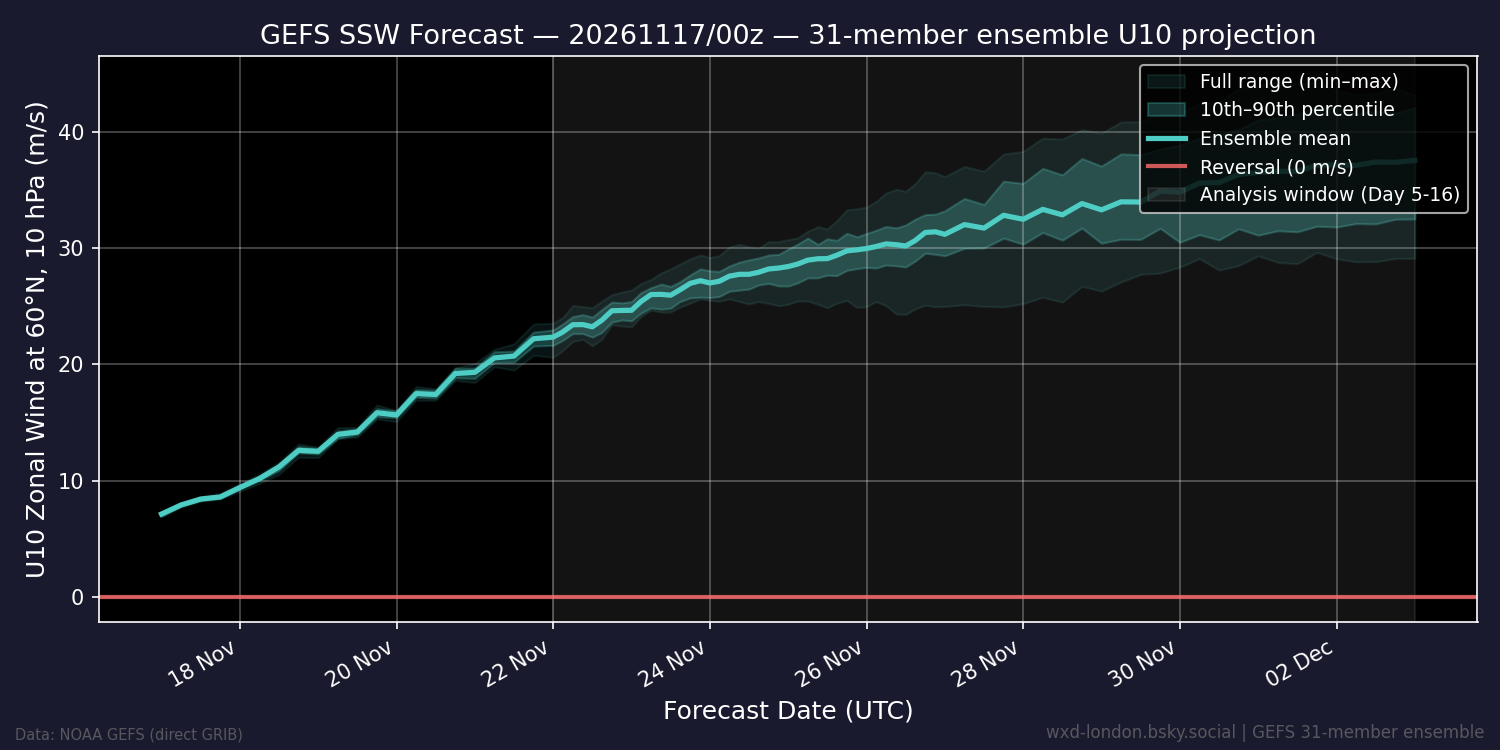 GEFS SSW Forecast — 20261117/00z — 31-member ensemble U10 projection
U10 Zonal Wind at 60°N, 10 hPa (m/s)
40
30
20
10
0
Full range (min–max)
10th–90th percentile
Ensemble mean
Reversal (0 m/s)
Analysis window (Day 5-16)
18 Nov
20 Nov
22 Nov
24 Nov
26 Nov
28 Nov
30 Nov
02 Dec
Forecast Date (UTC)
Data: NOAA GEFS (direct GRIB)
wxd-london.bsky.social | GEFS 31-member ensemble